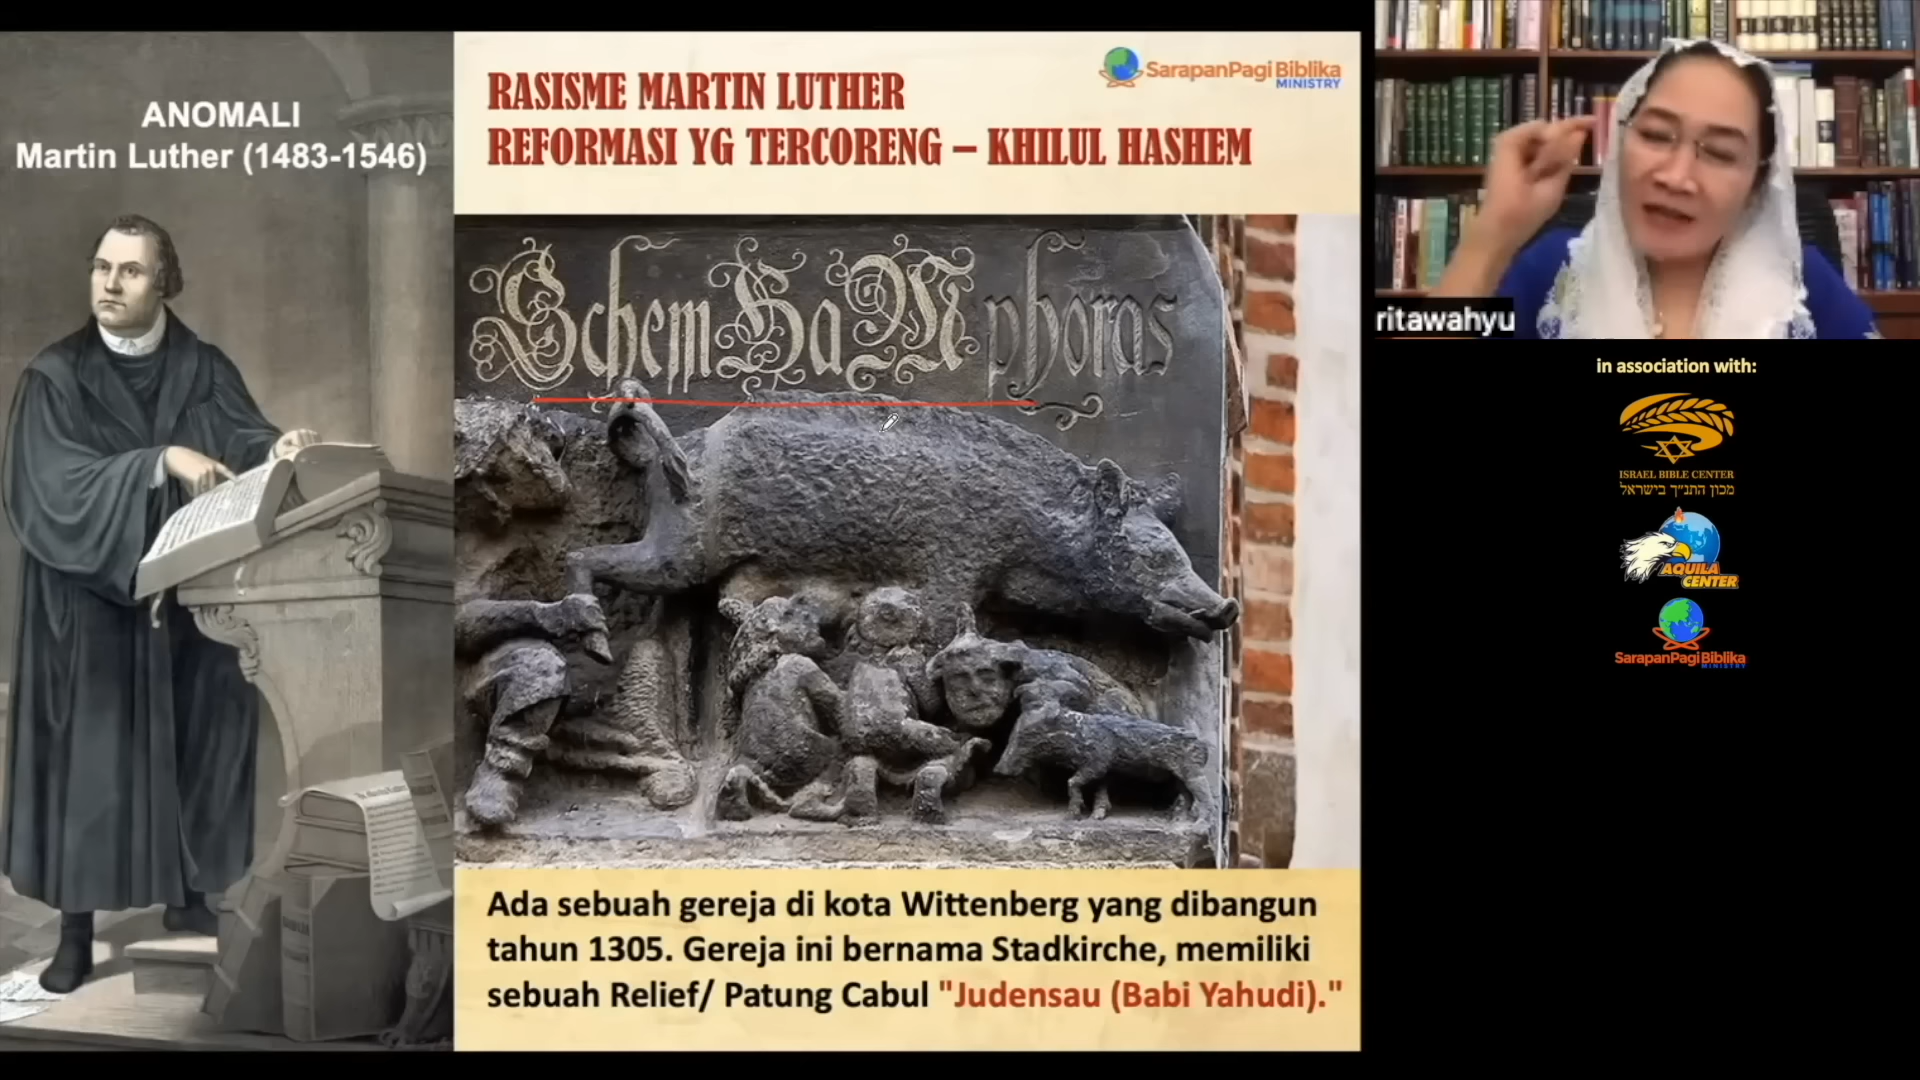 ANOMALI
Martin Luther (1483-1546)
RASISME MARTIN LUTHER
REFORMASI YG TERCORENG – KHILUL HASHEM
SarapanPagi Biblika
MINISTRY
Schem Ha Mphoras
Ada sebuah gereja di kota Wittenberg yang dibangun
tahun 1305. Gereja ini bernama Stadkirche, memiliki
sebuah Relief/ Patung Cabul "Judensau (Babi Yahudi)."
ritawahyu
in association with:
ISRAEL BIBLE CENTER
מכון התנ״ך בישראל
AQUILA
CENTER
SarapanPagi Biblika
MINISTRY